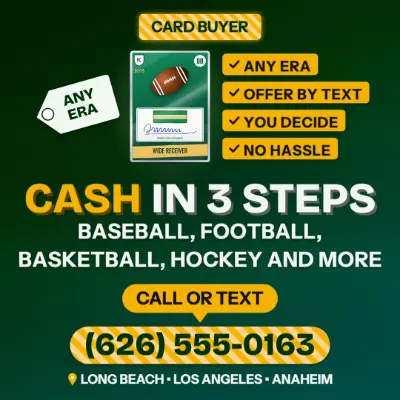 CARD BUYER
ANY ERA
80
WIDE RECEIVER
✓ ANY ERA
✓ OFFER BY TEXT
✓ YOU DECIDE
✓ NO HASSLE
CASH IN 3 STEPS
BASEBALL, FOOTBALL,
BASKETBALL, HOCKEY AND MORE
CALL OR TEXT
(626) 555-0163
LONG BEACH • LOS ANGELES • ANAHEIM